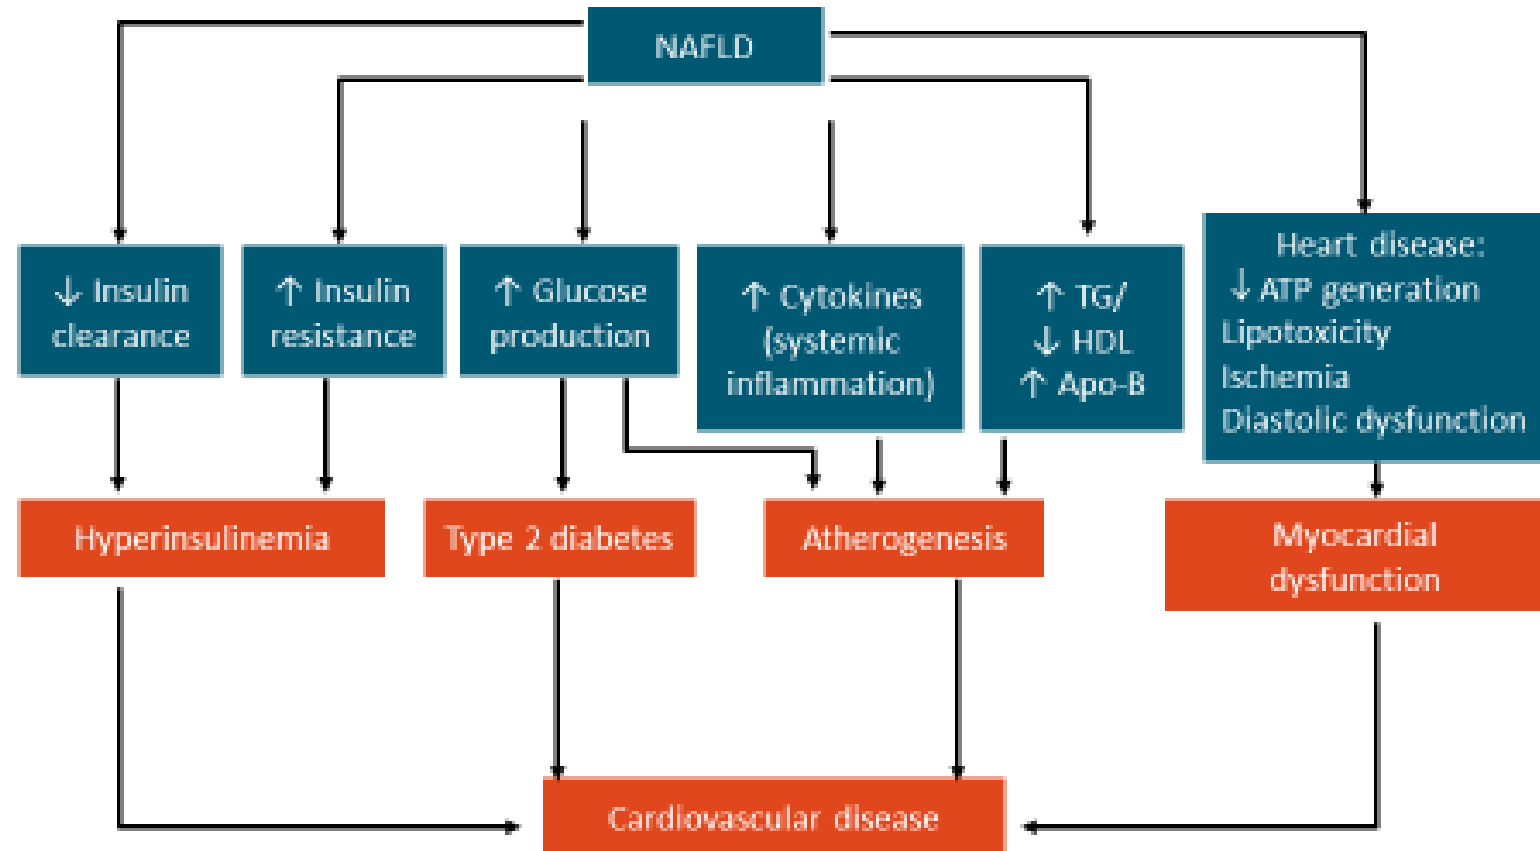 NAFLD
↓ Insulin
clearance
↑ Insulin
resistance
↑ Glucose
production
↑ Cytokines
(systemic
inflammation)
↑ TG/
↓ HDL
↑ Apo-B
Heart disease:
↓ ATP generation
Lipotoxicity
Ischemia
Diastolic dysfunction
Hyperinsulinemia
Type 2 diabetes
Atherogenesis
Myocardial
dysfunction
Cardiovascular disease